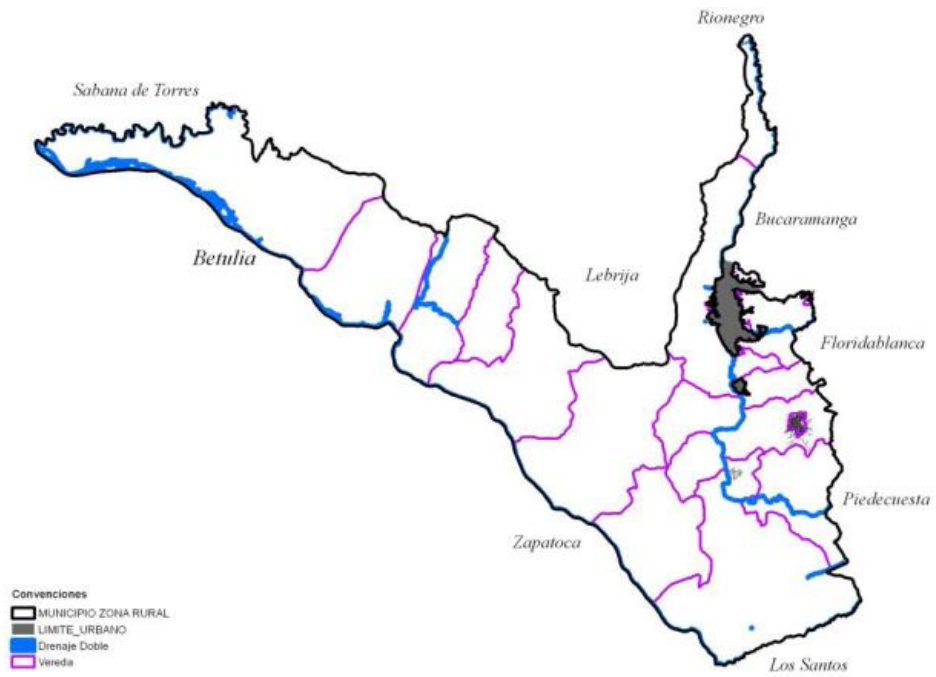 Rionegro
Sabana de Torres
Bucaramanga
Betulia
Lebrija
Floridablanca
Piedecuesta
Zapatoca
Los Santos
Convenciones
MUNICIPIO ZONA RURAL
LIMITE_URBANO
Drenaje Doble
Vereda